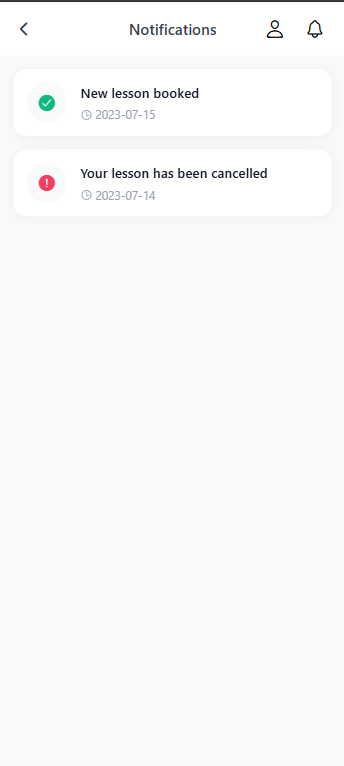 Notifications
New lesson booked
2023-07-15
Your lesson has been cancelled
2023-07-14